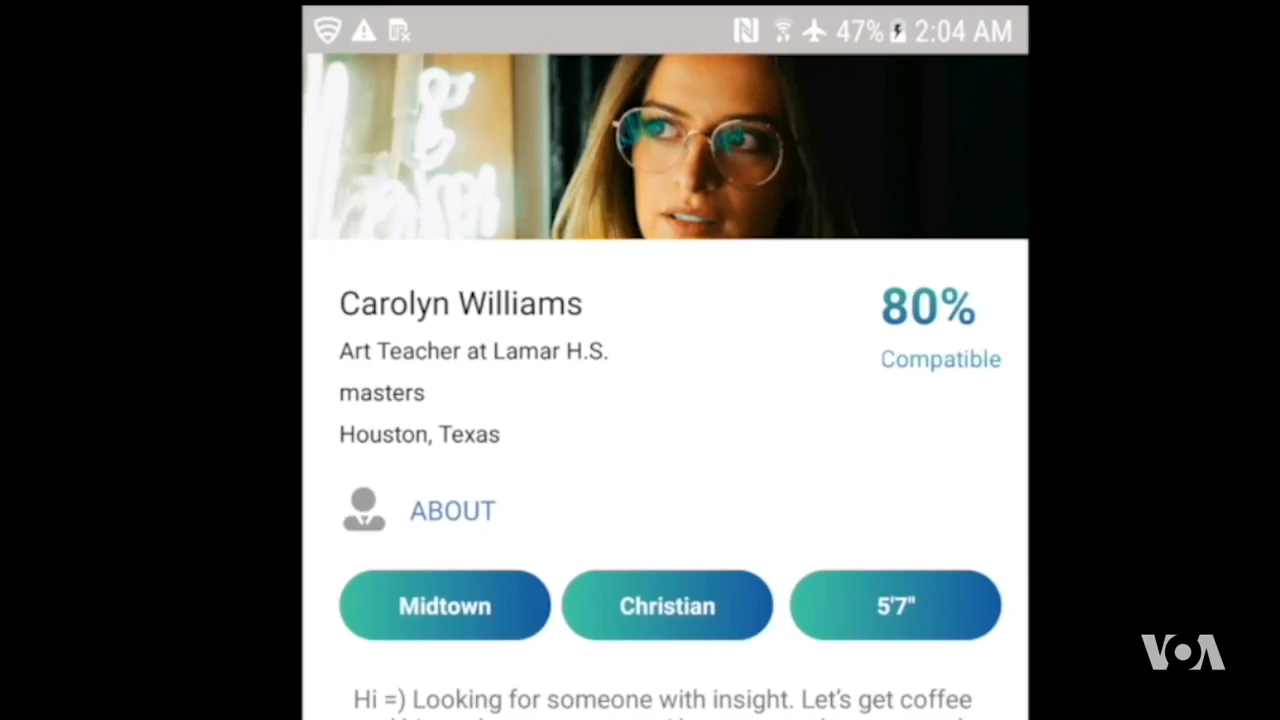 47% 2:04 AM
Carolyn Williams
80%
Art Teacher at Lamar H.S.
Compatible
masters
Houston, Texas
ABOUT
Midtown Christian 5'7"
Hi =) Looking for someone with insight. Let's get coffee
VOA